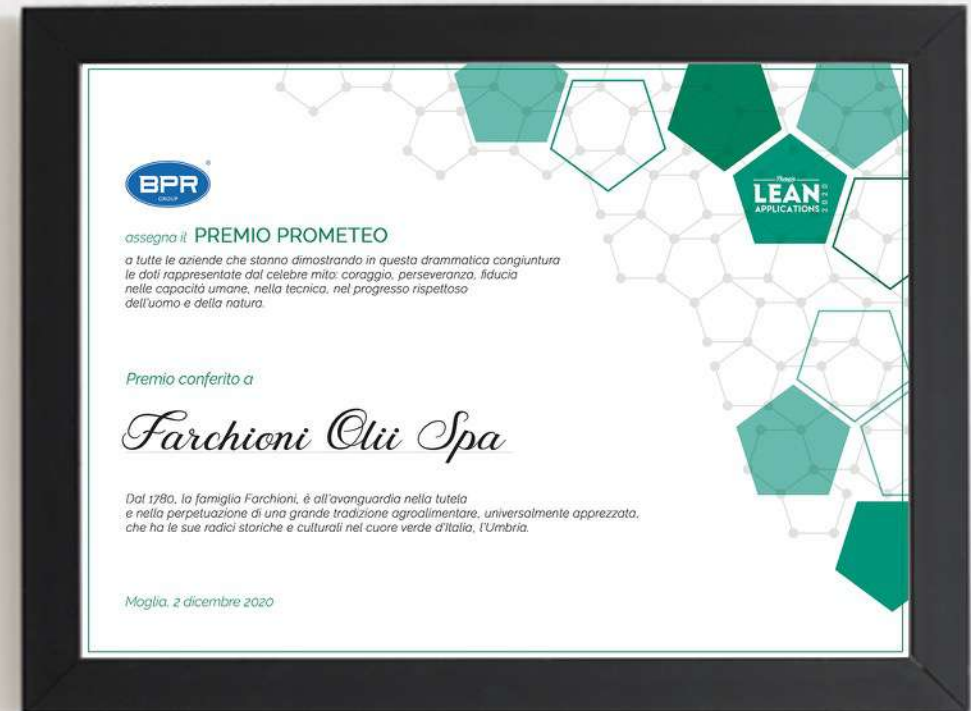 BPR
GROUP
®
Premio
LEAN
APPLICATIONS
2020
assegna il PREMIO PROMETEO
a tutte le aziende che stanno dimostrando in questa drammatica congiuntura
le doti rappresentate dal celebre mito: coraggio, perseveranza, fiducia
nelle capacità umane, nella tecnica, nel progresso rispettoso
dell'uomo e della natura.
Premio conferito a
Farchioni Olii Spa
Dal 1780, la famiglia Farchioni, è all'avanguardia nella tutela
e nella perpetuazione di una grande tradizione agroalimentare, universalmente apprezzata,
che ha le sue radici storiche e culturali nel cuore verde d'Italia, l'Umbria.
Moglia, 2 dicembre 2020